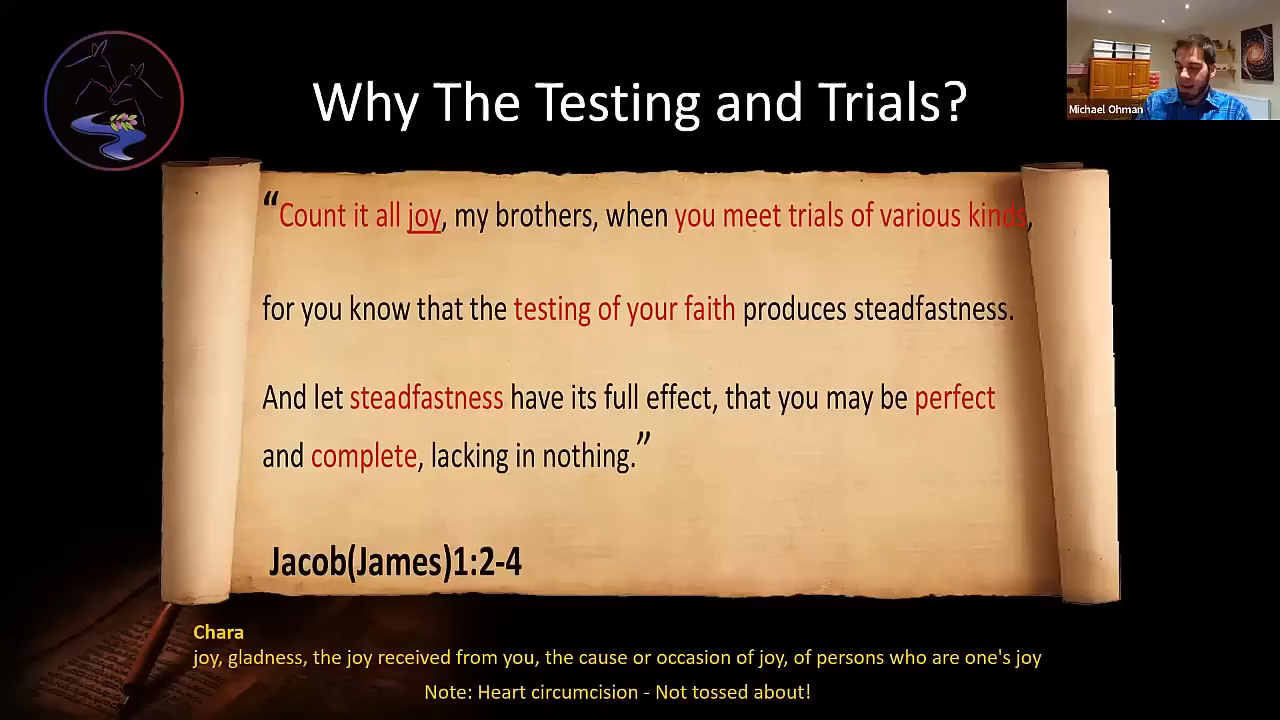 Why The Testing and Trials?
Michael Ohman
“Count it all joy, my brothers, when you meet trials of various kinds,
for you know that the testing of your faith produces steadfastness.
And let steadfastness have its full effect, that you may be perfect
and complete, lacking in nothing.”
Jacob(James)1:2-4
Chara
joy, gladness, the joy received from you, the cause or occasion of joy, of persons who are one's joy
Note: Heart circumcision - Not tossed about!